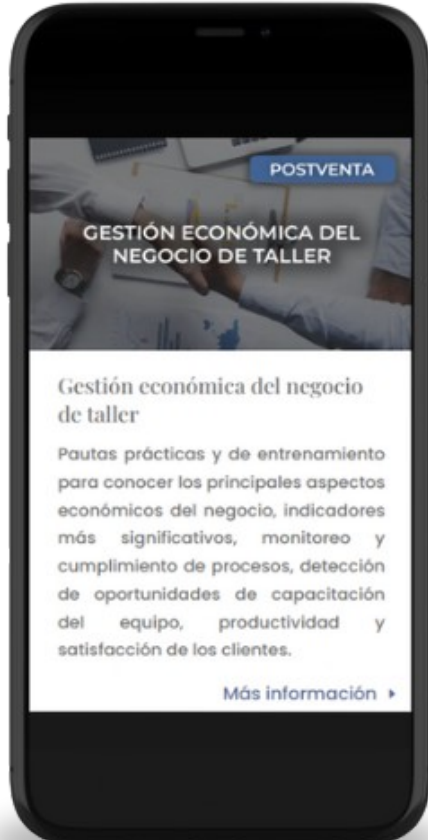 POSTVENTA
GESTIÓN ECONÓMICA DEL
NEGOCIO DE TALLER
Gestión económica del negocio
de taller
Pautas prácticas y de entrenamiento
para conocer los principales aspectos
económicos del negocio, indicadores
más significativos, monitoreo y
cumplimiento de procesos, detección
de oportunidades de capacitación
del equipo, productividad y
satisfacción de los clientes.
Más información